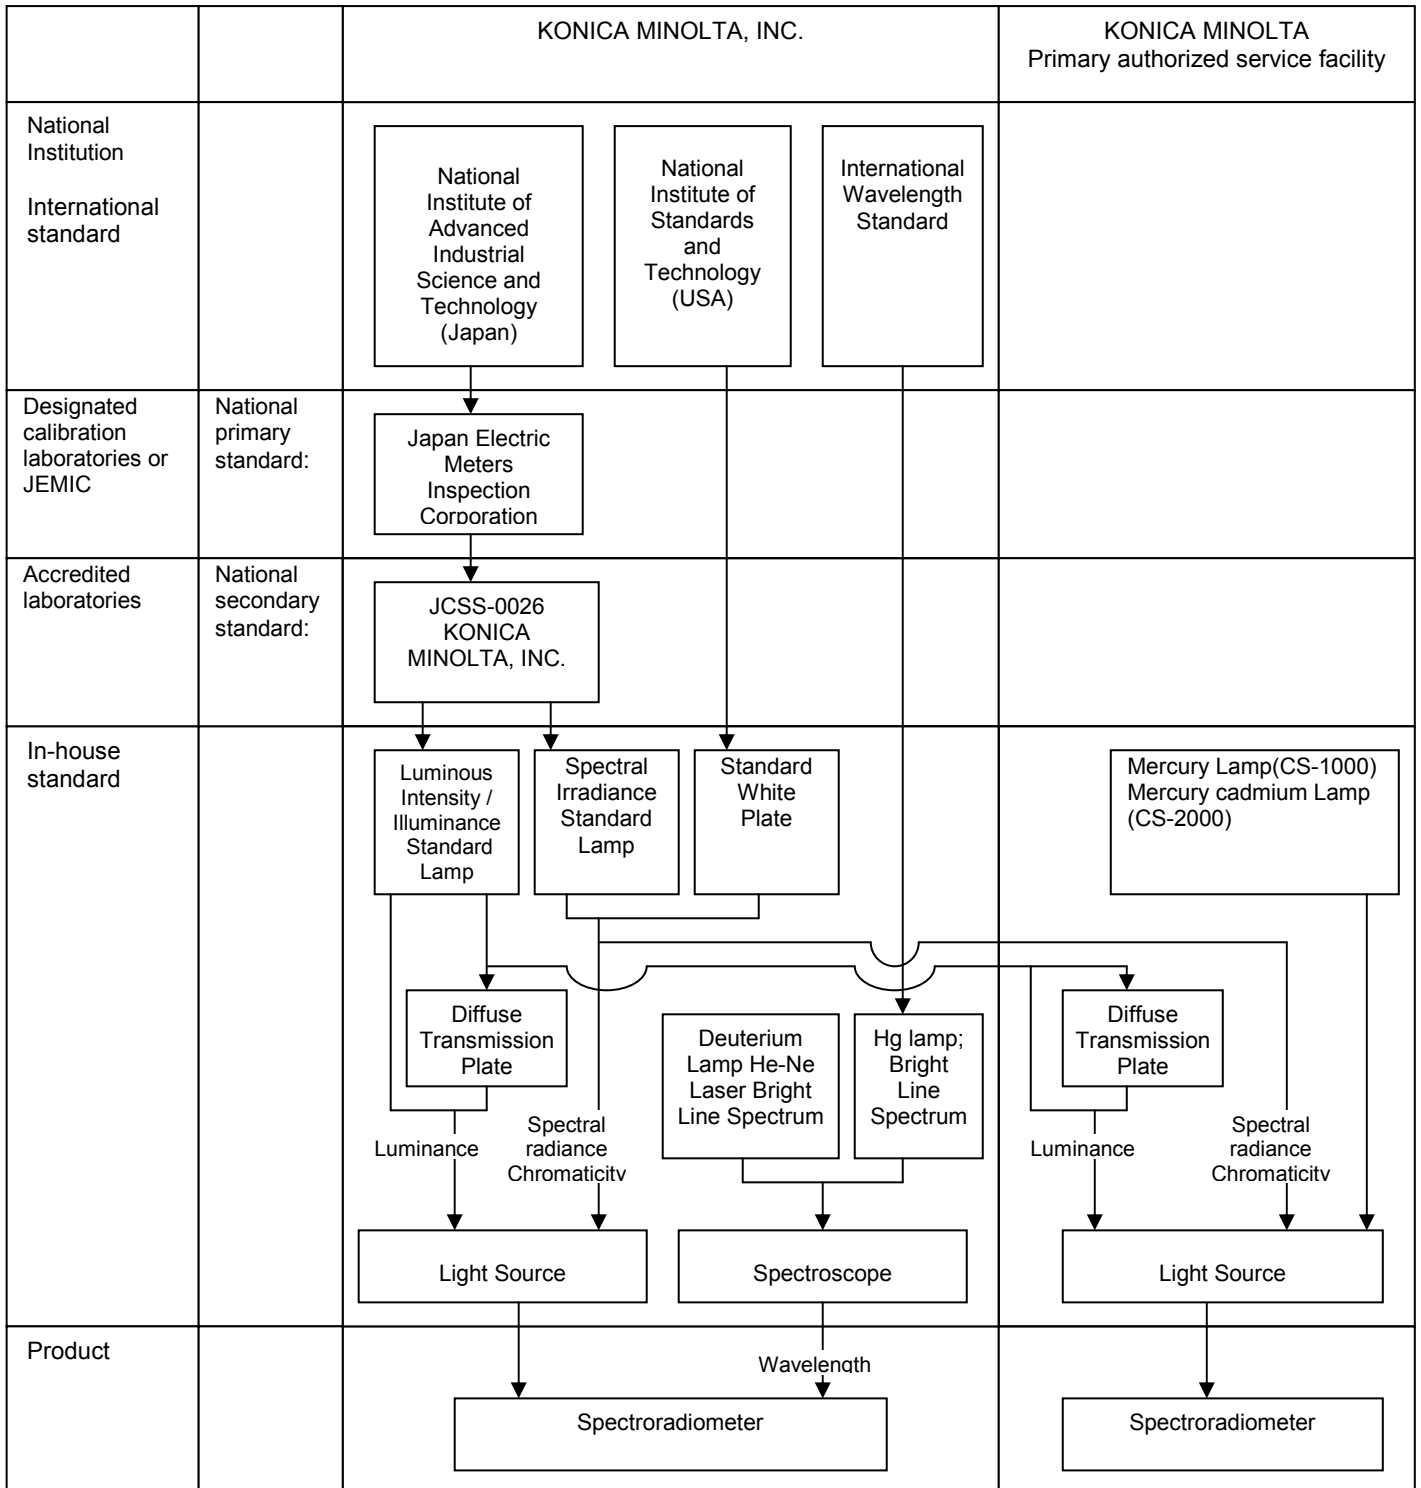 KONICA MINOLTA, INC.
KONICA MINOLTA
Primary authorized service facility
National
Institution
International
standard
National
Institute of
Advanced
Industrial
Science and
Technology
(Japan)
National
Institute of
Standards
and
Technology
(USA)
International
Wavelength
Standard
Designated
calibration
laboratories or
JEMIC
National
primary
standard:
Japan Electric
Meters
Inspection
Corporation
Accredited
laboratories
National
secondary
standard:
JCSS-0026
KONICA
MINOLTA, INC.
In-house
standard
Luminous
Intensity /
Illuminance
Standard
Lamp
Spectral
Irradiance
Standard
Lamp
Standard
White
Plate
Mercury Lamp(CS-1000)
Mercury cadmium Lamp
(CS-2000)
Diffuse
Transmission
Plate
Deuterium
Lamp He-Ne
Laser Bright
Line Spectrum
Hg lamp;
Bright
Line
Spectrum
Diffuse
Transmission
Plate
Luminance
Spectral
radiance
Chromaticity
Luminance
Spectral
radiance
Chromaticity
Light Source
Spectroscope
Light Source
Product
Wavelength
Spectroradiometer
Spectroradiometer